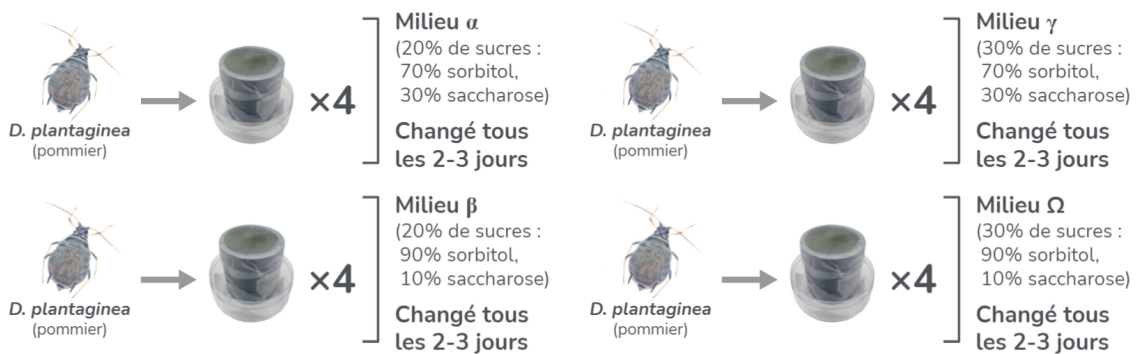 Milieu α
(20% de sucres :
70% sorbitol,
30% saccharose)
×4
D. plantaginea
(pommier)
Changé tous
les 2-3 jours
Milieu γ
(30% de sucres :
70% sorbitol,
30% saccharose)
×4
D. plantaginea
(pommier)
Changé tous
les 2-3 jours
Milieu β
(20% de sucres :
90% sorbitol,
10% saccharose)
×4
D. plantaginea
(pommier)
Changé tous
les 2-3 jours
Milieu Ω
(30% de sucres :
90% sorbitol,
10% saccharose)
×4
D. plantaginea
(pommier)
Changé tous
les 2-3 jours